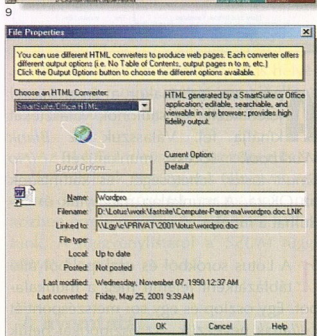 9
File Properties
You can use different HTML converters to produce web pages. Each converter offers
different output options (i.e. No Table of Contents, output pages n to m, etc.)
Click the Output Options button to choose the different options available.
Choose an HTML Converter:
SmartSuite/Office HTML
HTML generated by a SmartSuite or Office
application; editable, searchable, and
viewable in any browser; provides high
fidelity output.
Output Options...
Current Option:
Default
Name: Wordpro
Filename: D:\Lotus\work\fastsite\Computer-Panor-ma\wordpro.doc.LNK
Linked to: \\Lgy\c\PRIVAT\2001\lotus\wordpro.doc
File type:
Local: Up to date
Posted: Not posted
Last modified: Wednesday, November 07, 1990 12:37 AM
Last converted: Friday, May 25, 2001 9:39 AM
OK Cancel Help